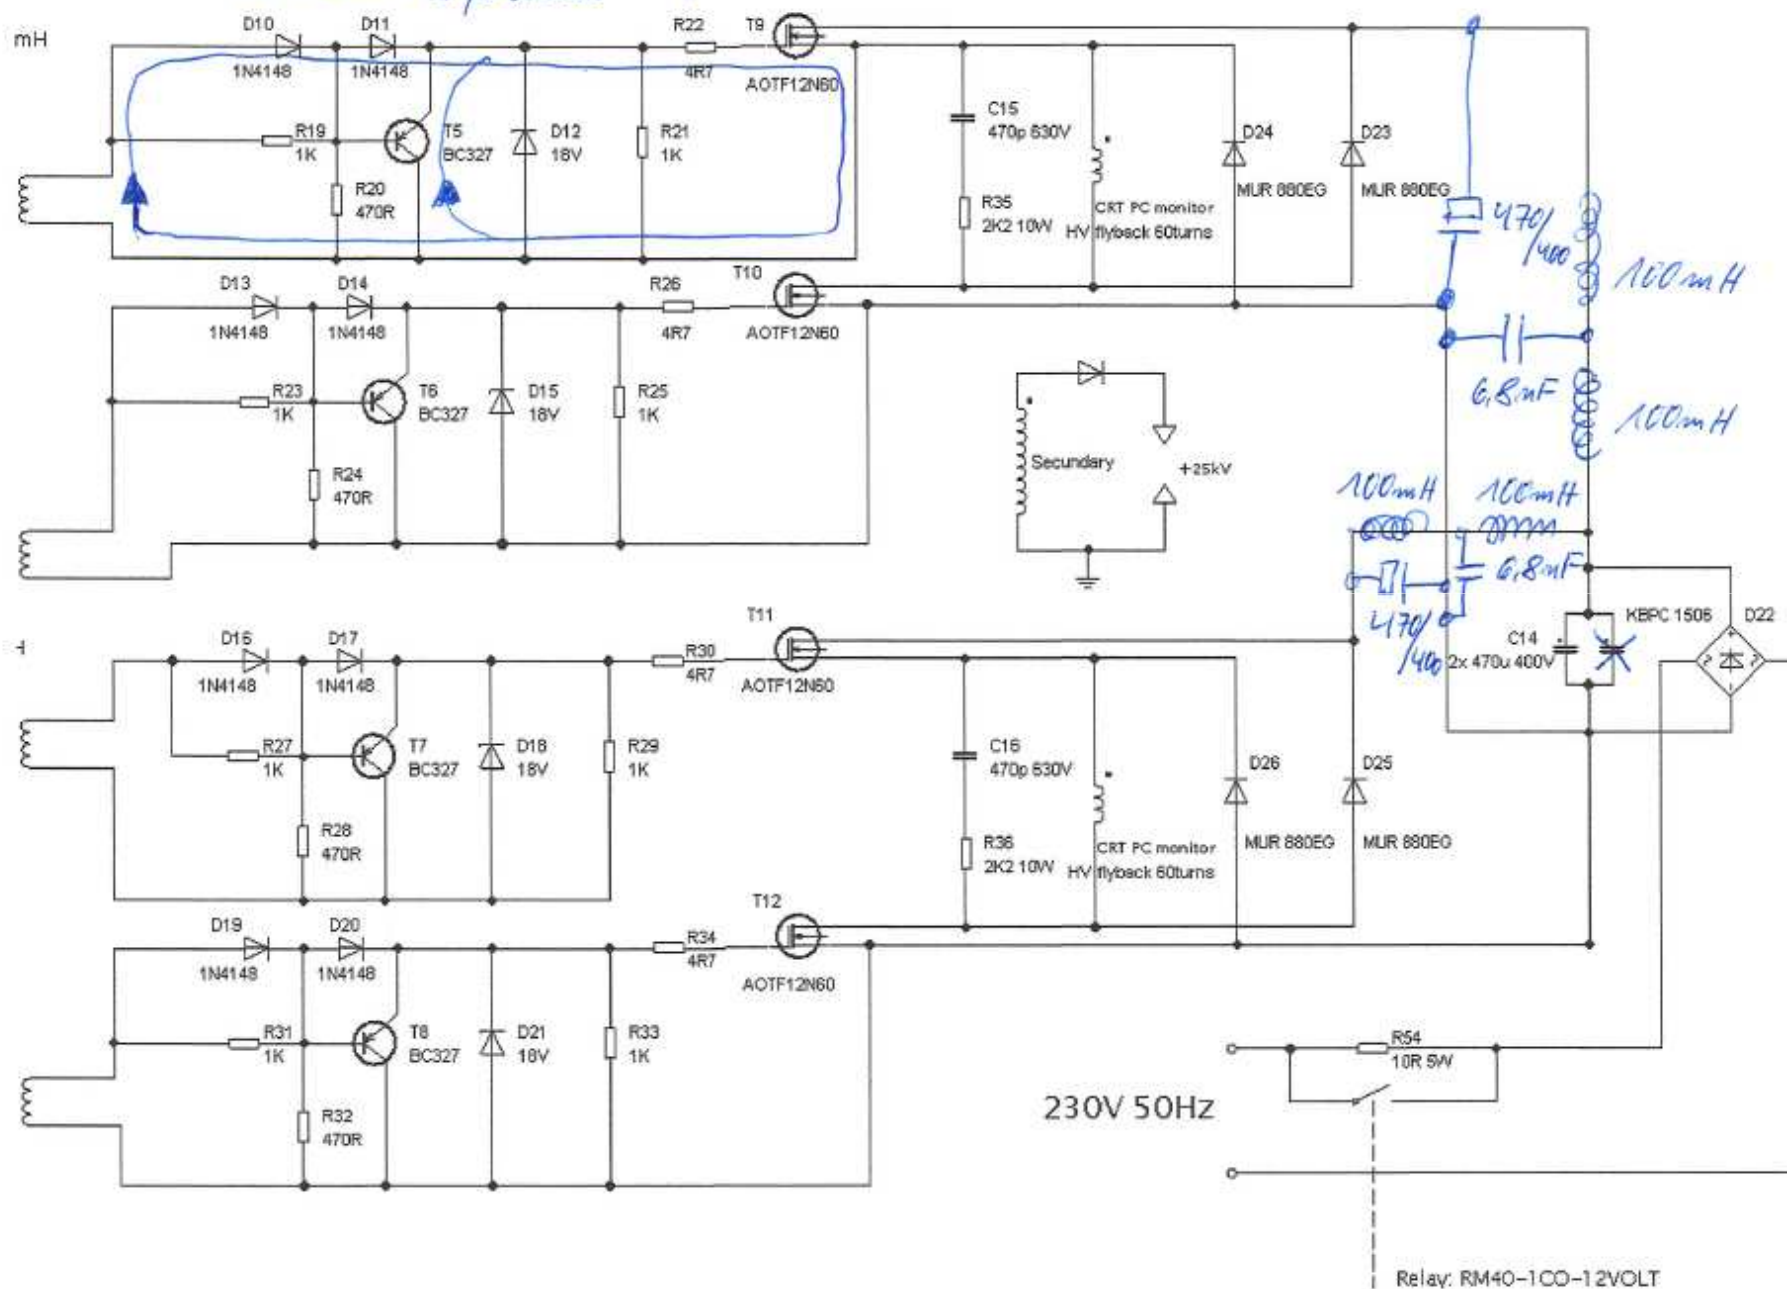 mH
D10
D11
R22
T9
1N4148
1N4148
4R7
AOTF12N60
R19
1K
T5
BC327
D12
18V
R21
1K
C15
470p 630V
D24
D23
R20
470R
R35
2K2 10W
MUR 880EG
MUR 880EG
CRT PC monitor
HV flyback 60turns
470/
400
100mH
D13
D14
R26
T10
1N4148
1N4148
4R7
AOTF12N60
R23
1K
T6
BC327
D15
18V
R25
1K
6,8nF
100mH
R24
470R
Secundary
+25kV
100mH
100mH
6,8nF
470/
400
KBPC 1506
D22
C14
2x 470u 400V
D16
D17
R30
T11
1N4148
1N4148
4R7
AOTF12N60
R27
1K
T7
BC327
D18
18V
R29
1K
C16
470p 630V
D26
D25
R28
470R
R36
2K2 10W
MUR 880EG
MUR 880EG
CRT PC monitor
HV flyback 60turns
D19
D20
R34
T12
1N4148
1N4148
4R7
AOTF12N60
R31
1K
T8
BC327
D21
18V
R33
1K
R32
470R
R54
10R 5W
230V 50Hz
Relay: RM40-1CO-12VOLT